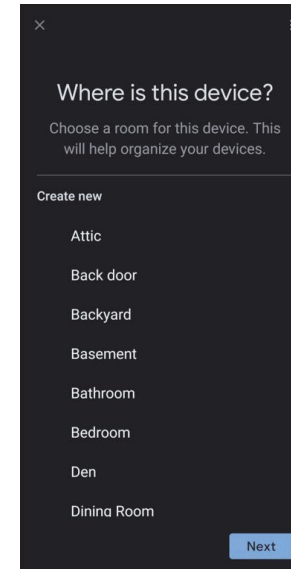 Where is this device?
Choose a room for this device. This
will help organize your devices.
Create new
Attic
Back door
Backyard
Basement
Bathroom
Bedroom
Den
Dining Room
Next